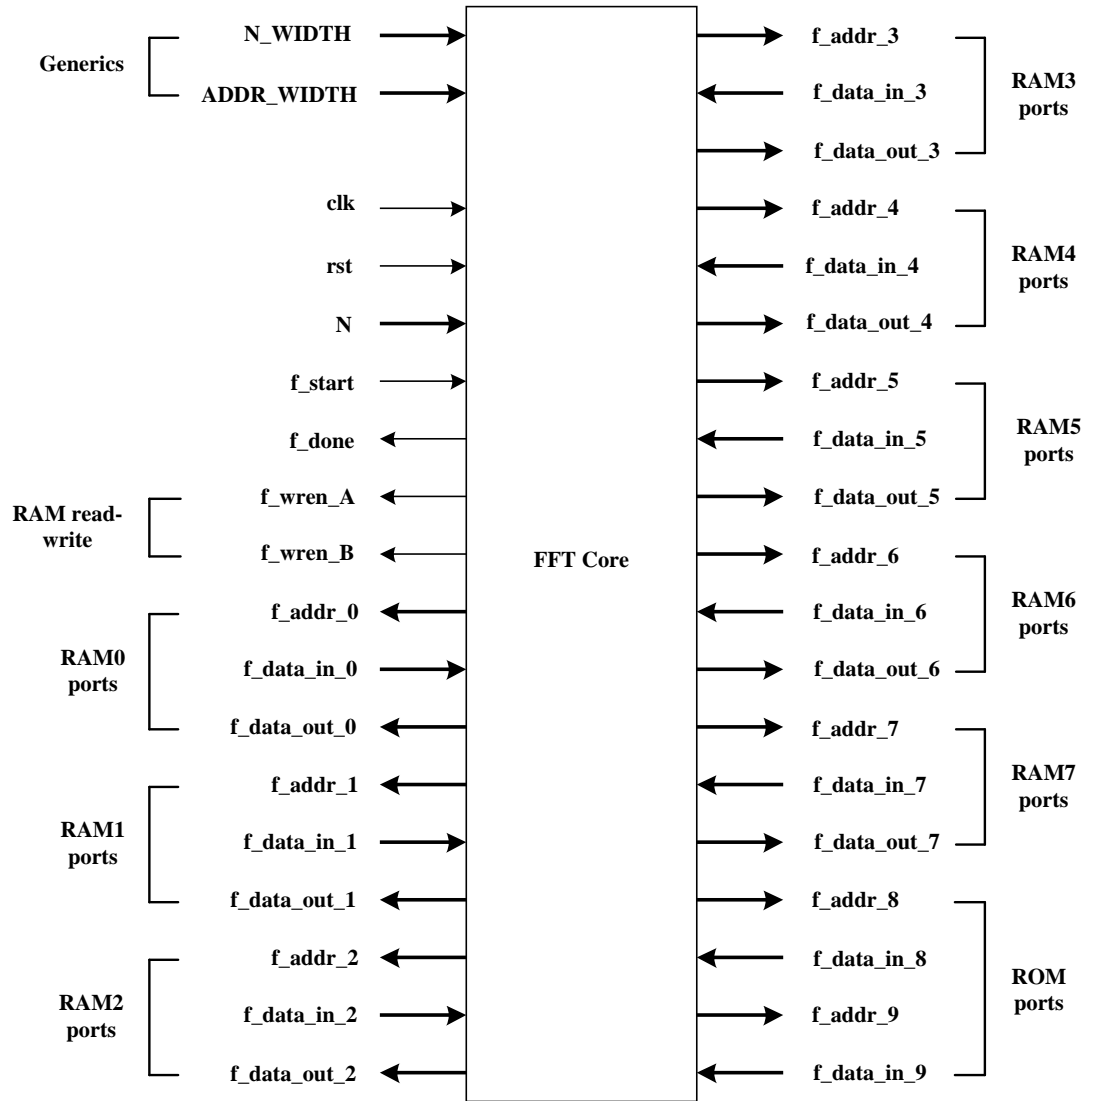 Generics
N_WIDTH
ADDR_WIDTH
clk
rst
N
f_start
f_done
RAM read-
write
f_wren_A
f_wren_B
RAM0
ports
f_addr_0
f_data_in_0
f_data_out_0
RAM1
ports
f_addr_1
f_data_in_1
f_data_out_1
RAM2
ports
f_addr_2
f_data_in_2
f_data_out_2
FFT Core
f_addr_3
f_data_in_3
f_data_out_3
RAM3
ports
f_addr_4
f_data_in_4
f_data_out_4
RAM4
ports
f_addr_5
f_data_in_5
f_data_out_5
RAM5
ports
f_addr_6
f_data_in_6
f_data_out_6
RAM6
ports
f_addr_7
f_data_in_7
f_data_out_7
RAM7
ports
f_addr_8
f_data_in_8
f_addr_9
f_data_in_9
ROM
ports